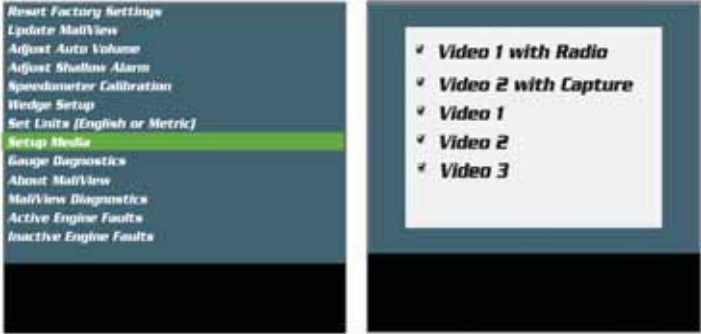 Reset Factory Settings
Update MaliView
Adjust Auto Volume
Adjust Shallow Alarm
Speedometer Calibration
Wedge Setup
Set Units [English or Metric]
Setup Media
Gauge Diagnostics
About MaliView
MaliView Diagnostics
Active Engine Faults
Inactive Engine Faults
Video 1 with Radio
Video 2 with Capture
Video 1
Video 2
Video 3